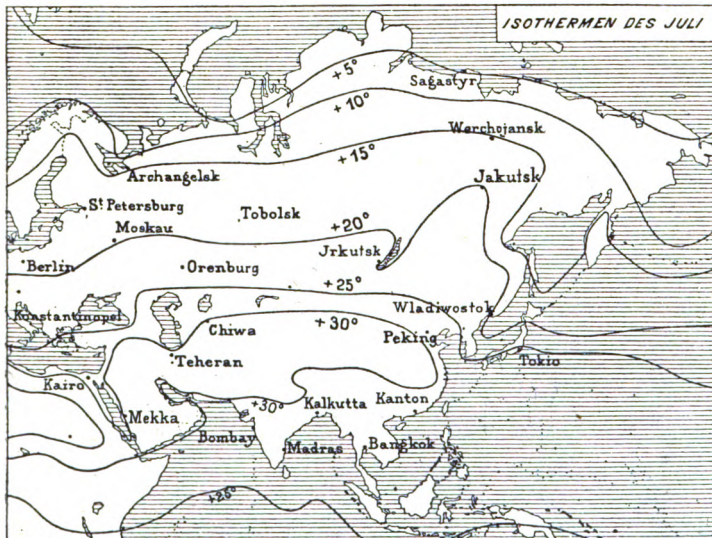 ISOTHERMEN DES JULI
+5°
Sagastyr
+10°
Werchojansk
+15°
Archangelsk
Jakutsk
St Petersburg
Tobolsk
+20°
Moskau
Jrkutsk
Berlin
Orenburg
+25°
Konstantinopel
Wladiwostok
Chiwa
+30°
Peking
Teheran
Tokio
Kairo
Mekka
+30°
Kalkutta
Kanton
Bombay
Madras
Bangkok
+25°